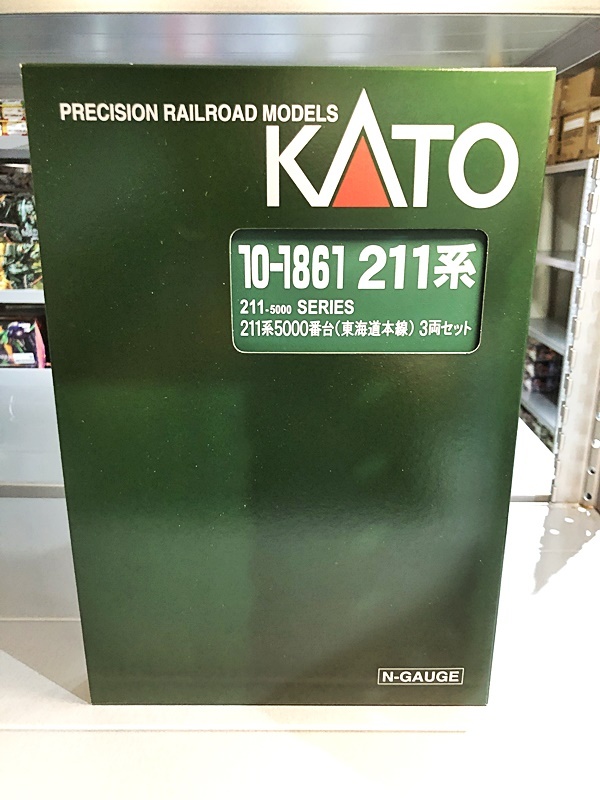 PRECISION RAILROAD MODELS
KATO
10-1861 211系
211-5000 SERIES
211系5000番台(東海道本線) 3両セット
N-GAUGE